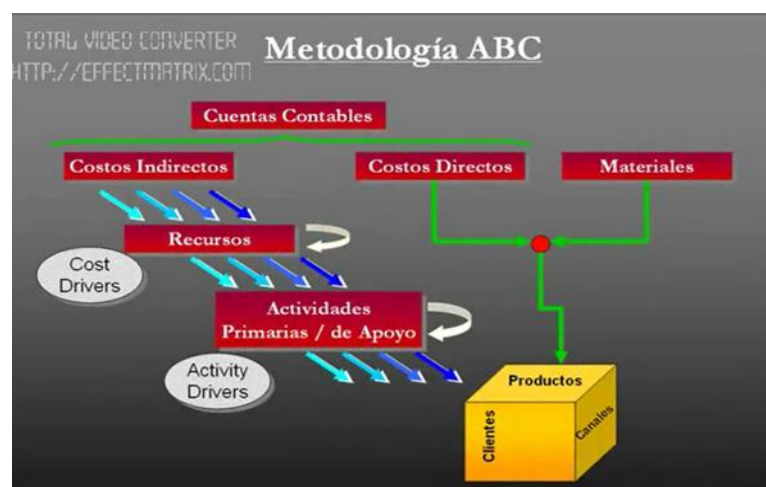 TOTAL VIDEO CONVERTER
HTTP://EFFECTMATRIX.COM
Metodología ABC
Cuentas Contables
Costos Indirectos
Costos Directos
Materiales
Recursos
Cost
Drivers
Actividades
Primarias / de Apoyo
Activity
Drivers
Productos
Clientes
Canales